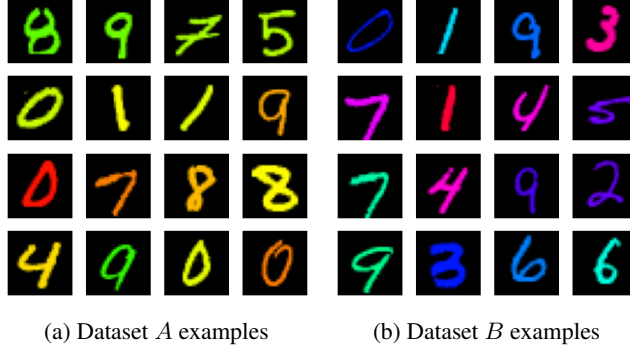 8 9 7 5 0 1 9 3
0 1 1 9 7 1 4 5
0 7 8 8 7 4 9 2
4 9 0 0 9 3 6 6
(a) Dataset A examples (b) Dataset B examples